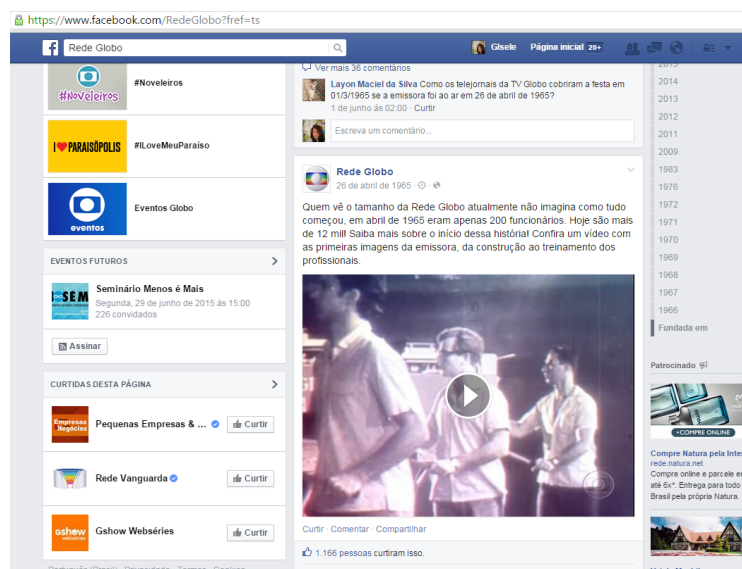 https://www.facebook.com/RedeGlobo?fref=ts
Rede Globo
Gisele
Página inicial 20+
#Noveleiros
#Noveleiros
I PARAISÓPOLIS
#ILoveMeuParaíso
eventos
Eventos Globo
EVENTOS FUTUROS
SEM
Seminário Menos é Mais
Segunda, 29 de junho de 2015 às 15:00
226 convidados
Assinar
CURTIDAS DESTA PÁGINA
Empresas
Negócios
Pequenas Empresas & ...
Curtir
Rede Vanguarda
Curtir
gshow
webséries
Gshow Webséries
Curtir
Português (Brasil) · Privacidade · Termos · Cookies
Ver mais 36 comentários
Layon Maciel da Silva Como os telejornais da TV Globo cobriram a festa em
01/3/1965 se a emissora foi ao ar em 26 de abril de 1965?
1 de junho às 02:00 · Curtir
Escreva um comentário...
Rede Globo
26 de abril de 1965 ·
Quem vê o tamanho da Rede Globo atualmente não imagina como tudo
começou, em abril de 1965 eram apenas 200 funcionários. Hoje são mais
de 12 mil! Saiba mais sobre o início dessa história! Confira um vídeo com
as primeiras imagens da emissora, da construção ao treinamento dos
profissionais.
Curtir · Comentar · Compartilhar
1.166 pessoas curtiram isso.
2015
2014
2013
2012
2011
2009
1983
1976
1972
1971
1970
1969
1968
1967
1966
Fundada em
Patrocinado
+COMPRE ONLINE
Compre Natura pela Inte
rede.natura.net
Compre online e parcele e
até 6x*. Entrega para todo
Brasil pela própria Natura.